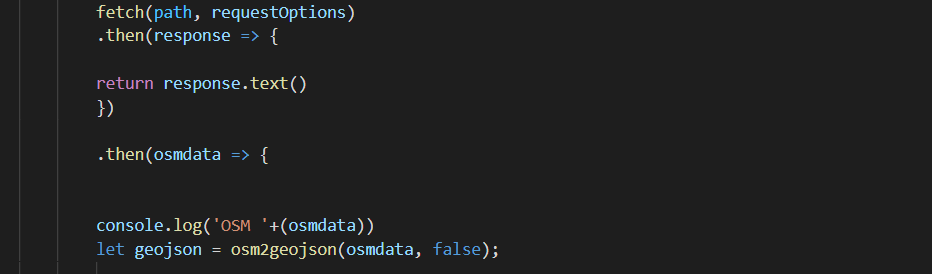 fetch(path, requestOptions)
.then(response => {
return response.text()
})
.then(osmdata => {
console.log('OSM '+(osmdata))
let geojson = osm2geojson(osmdata, false);